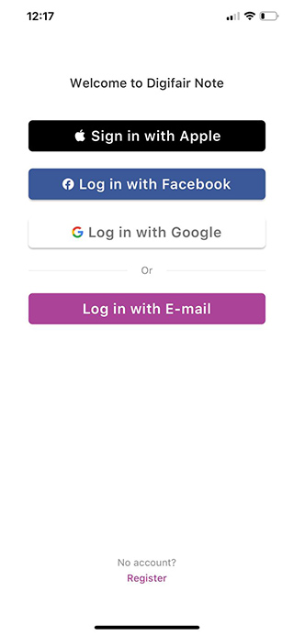 12:17
Welcome to Digifair Note
Sign in with Apple
Log in with Facebook
Log in with Google
Or
Log in with E-mail
No account?
Register